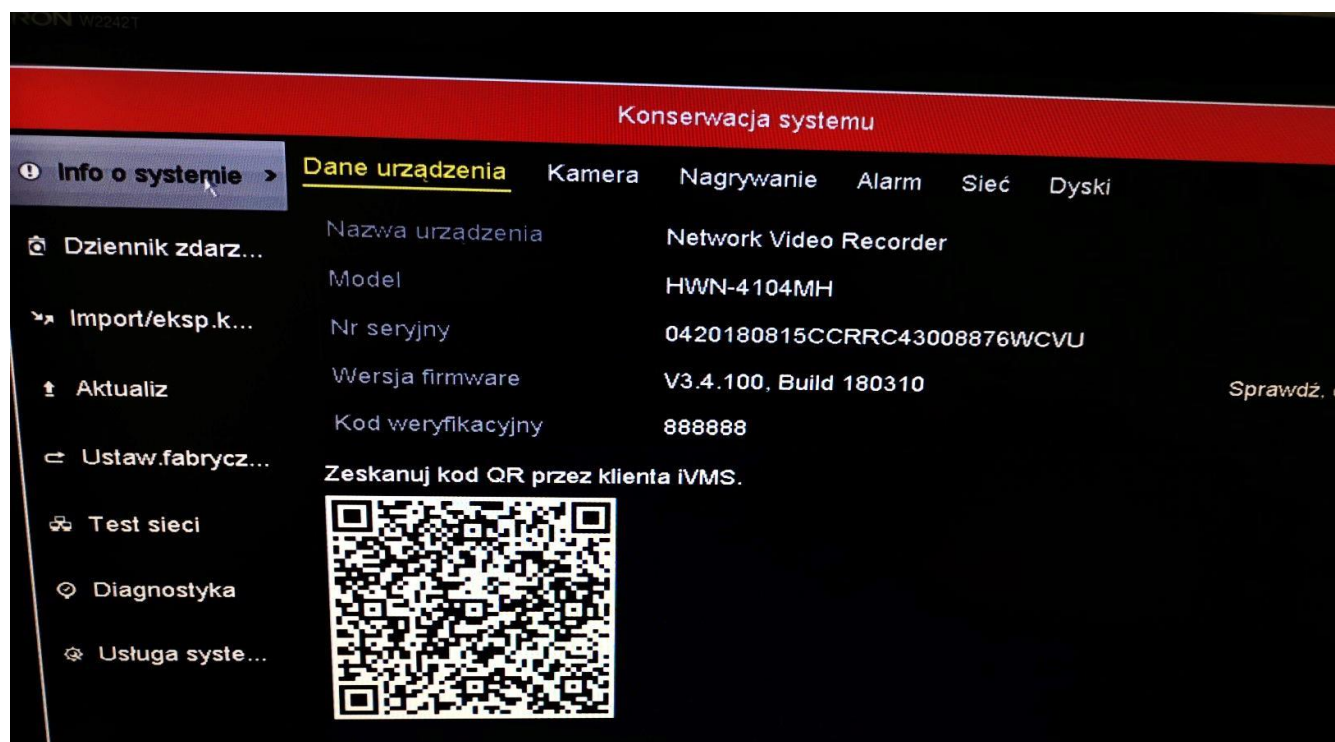 RON W2242T
Konserwacja systemu
Info o systemie >
Dane urządzenia Kamera Nagrywanie Alarm Sieć Dyski
Dziennik zdarz...
Import/eksp.k...
Aktualiz
Ustaw.fabrycz...
Test sieci
Diagnostyka
Usługa syste...
Nazwa urządzenia Network Video Recorder
Model HWN-4104MH
Nr seryjny 0420180815CCRRC43008876WCVU
Wersja firmware V3.4.100, Build 180310 Sprawdź.
Kod weryfikacyjny 888888
Zeskanuj kod QR przez klienta iVMS.